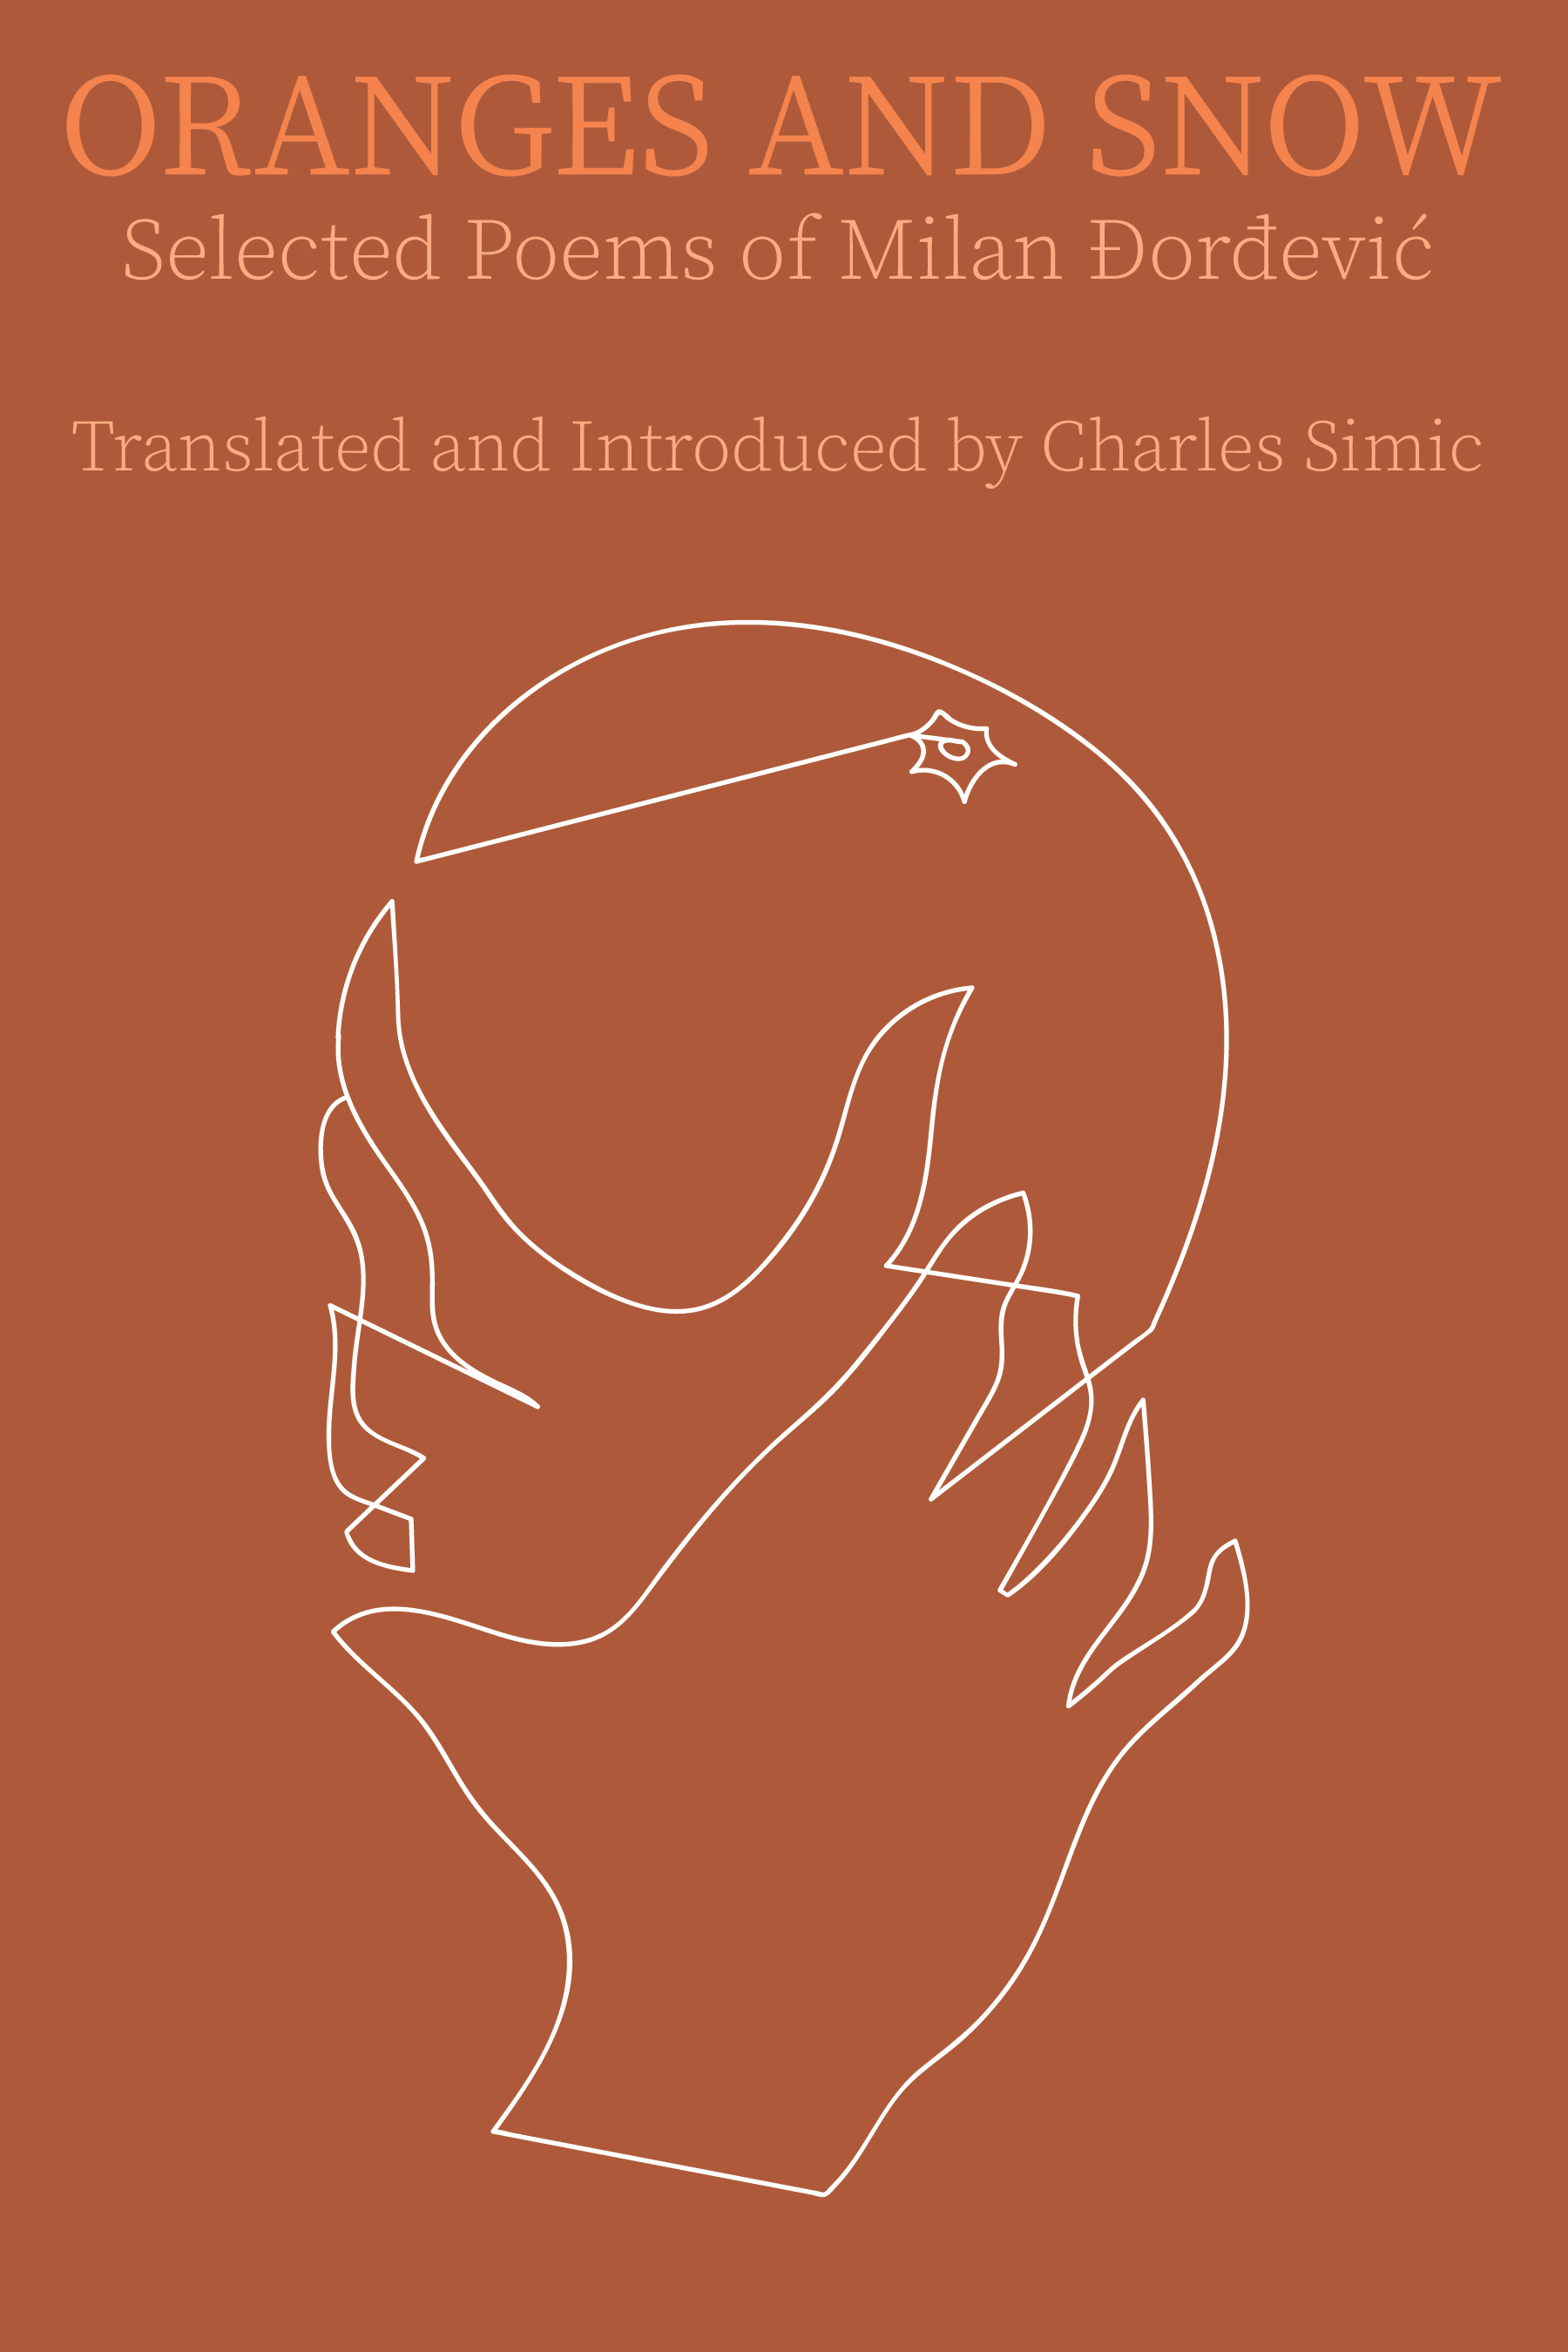 ORANGES AND SNOW
Selected Poems of Milan Đorđević
Translated and Introduced by Charles Simic